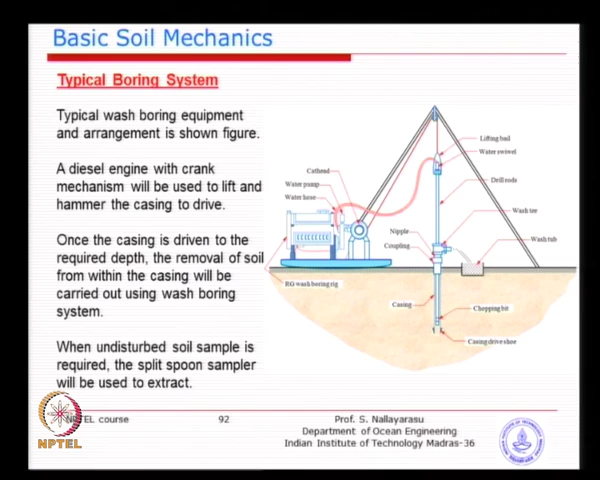 Basic Soil Mechanics
Typical Boring System
Typical wash boring equipment
and arrangement is shown figure.
A diesel engine with crank
mechanism will be used to lift and
hammer the casing to drive.
Once the casing is driven to the
required depth, the removal of soil
from within the casing will be
carried out using wash boring
system.
When undisturbed soil sample is
required, the split spoon sampler
will be used to extract.
Lifting bail
Water swivel
Cathead
Water pump
Water hose
Drill rods
Nipple
Coupling
Wash tee
Wash tub
RG wash boring rig
Casing
Chopping bit
Casing drive shoe
NPTEL course
92
Prof. S. Nallayarasu
Department of Ocean Engineering
Indian Institute of Technology Madras-36
NPTEL